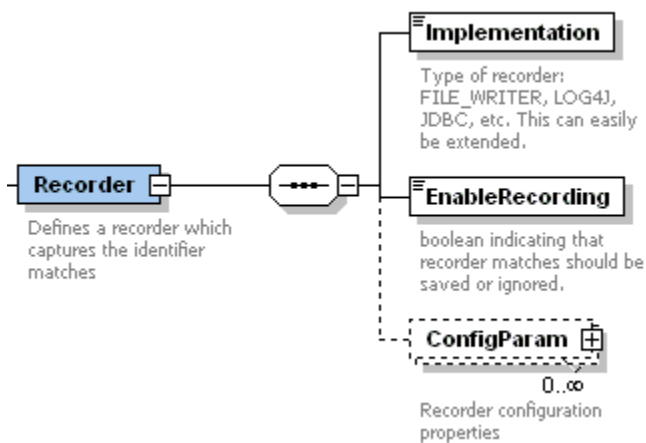 Implementation
Type of recorder:
FILE_WRITER, LOG4J,
JDBC, etc. This can easily
be extended.
Recorder
Defines a recorder which
captures the identifier
matches
EnableRecording
boolean indicating that
recorder matches should be
saved or ignored.
ConfigParam
0..∞
Recorder configuration
properties